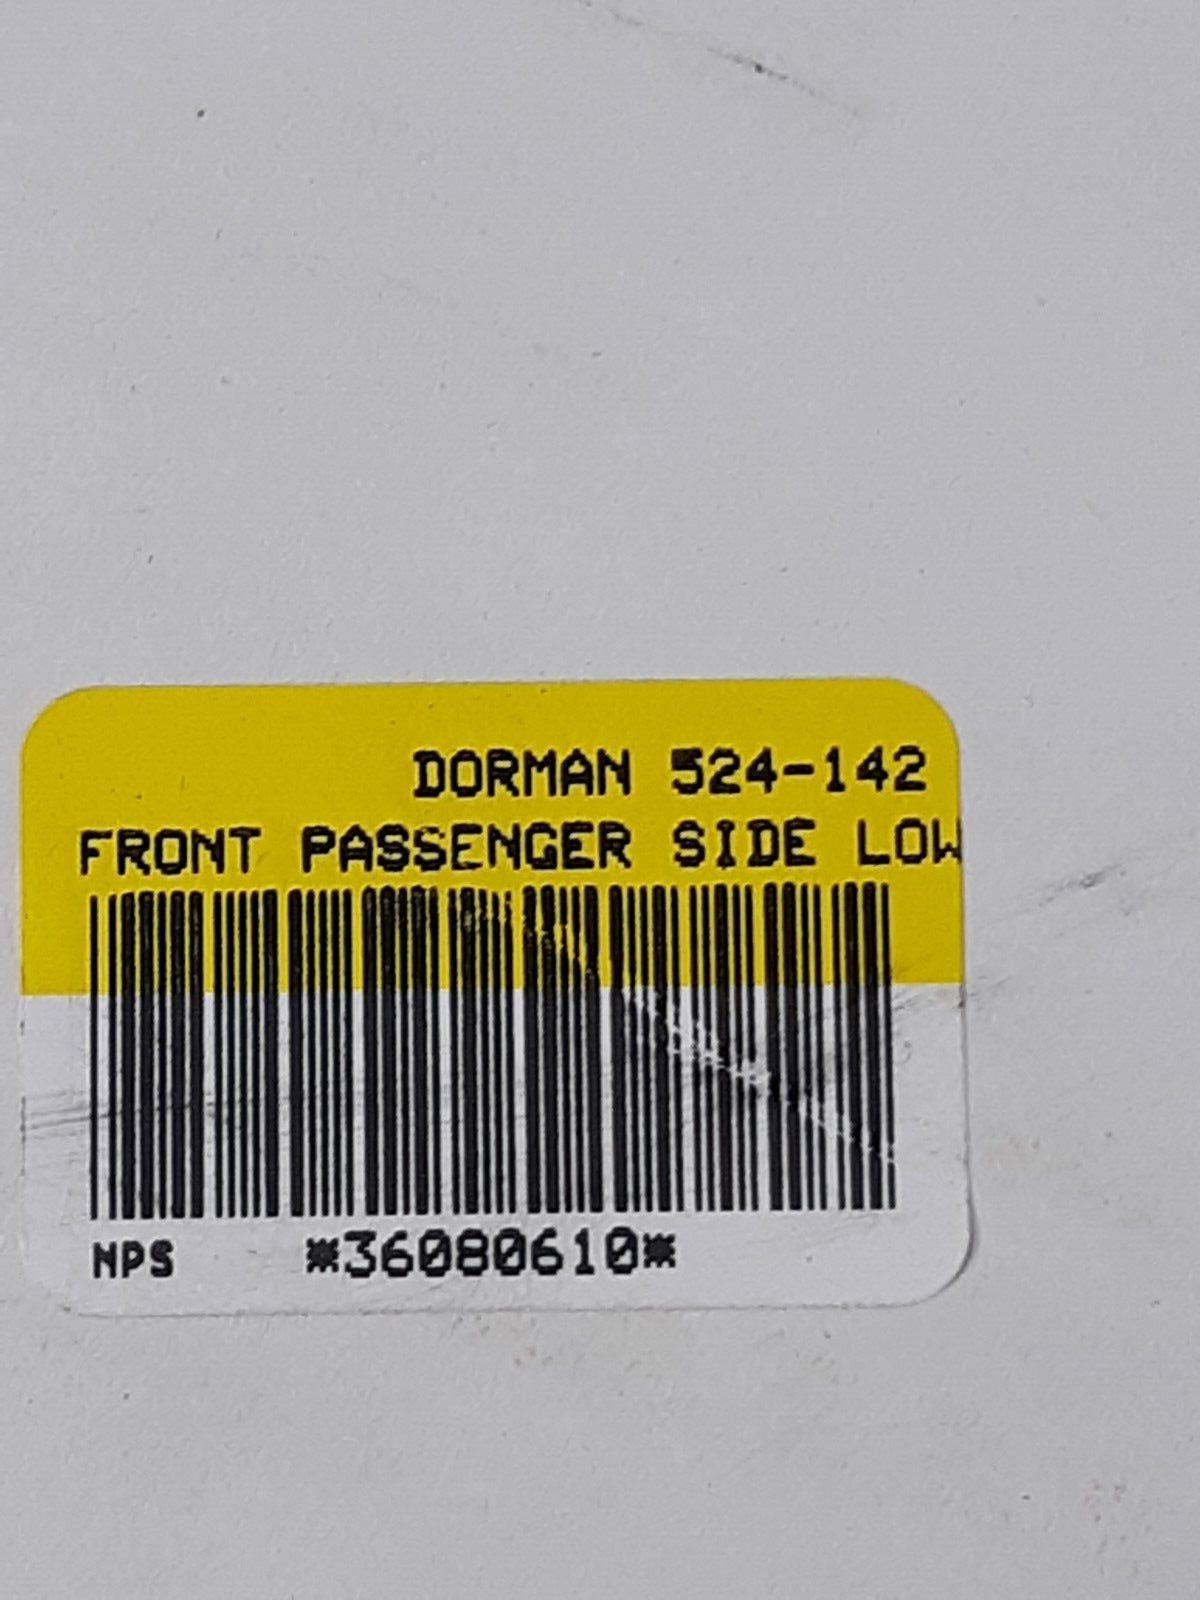 DORMAN 524-142
FRONT PASSENGER SIDE LOW
NPS *36080610*